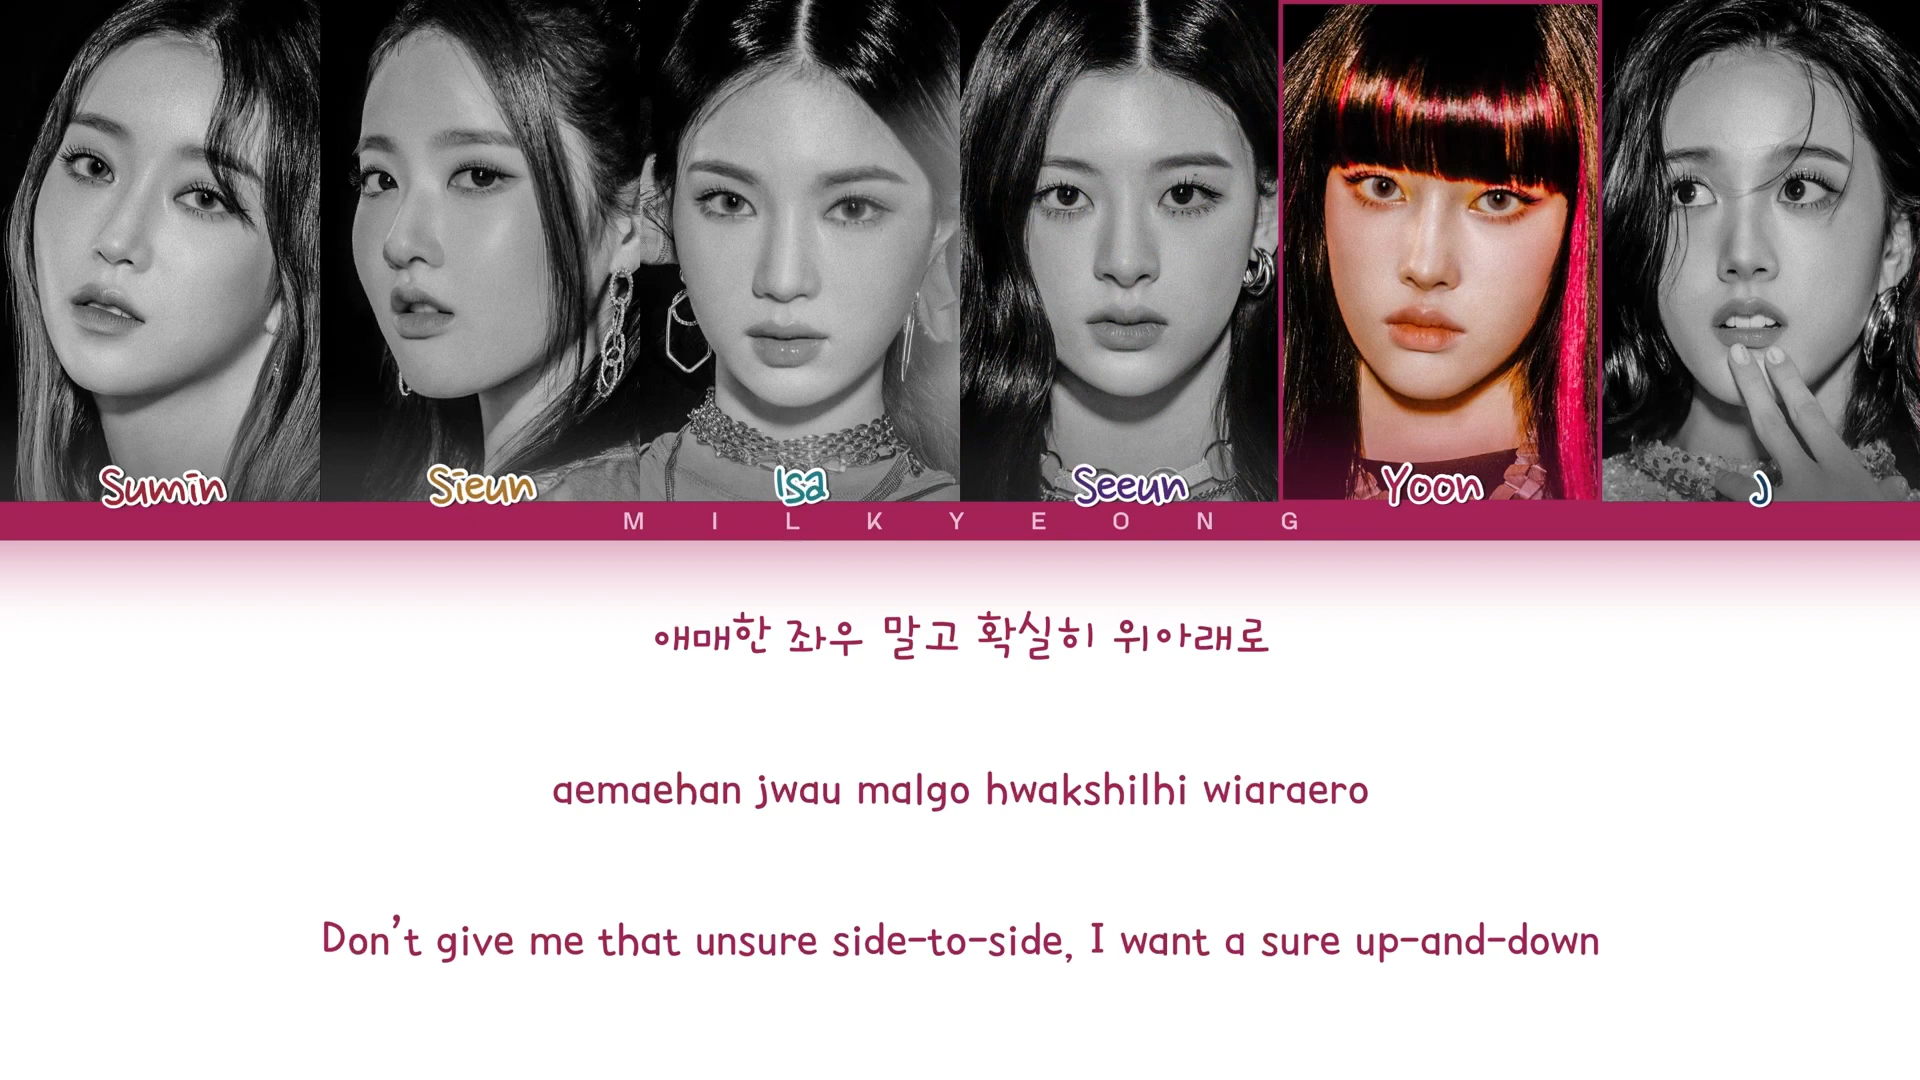 Sumin
Sieun
Isa
Seeun
Yoon
J
MILKYEONG
애매한 좌우 말고 확실히 위아래로
aemaehan jwau malgo hwakshilhi wiaraero
Don't give me that unsure side-to-side, I want a sure up-and-down